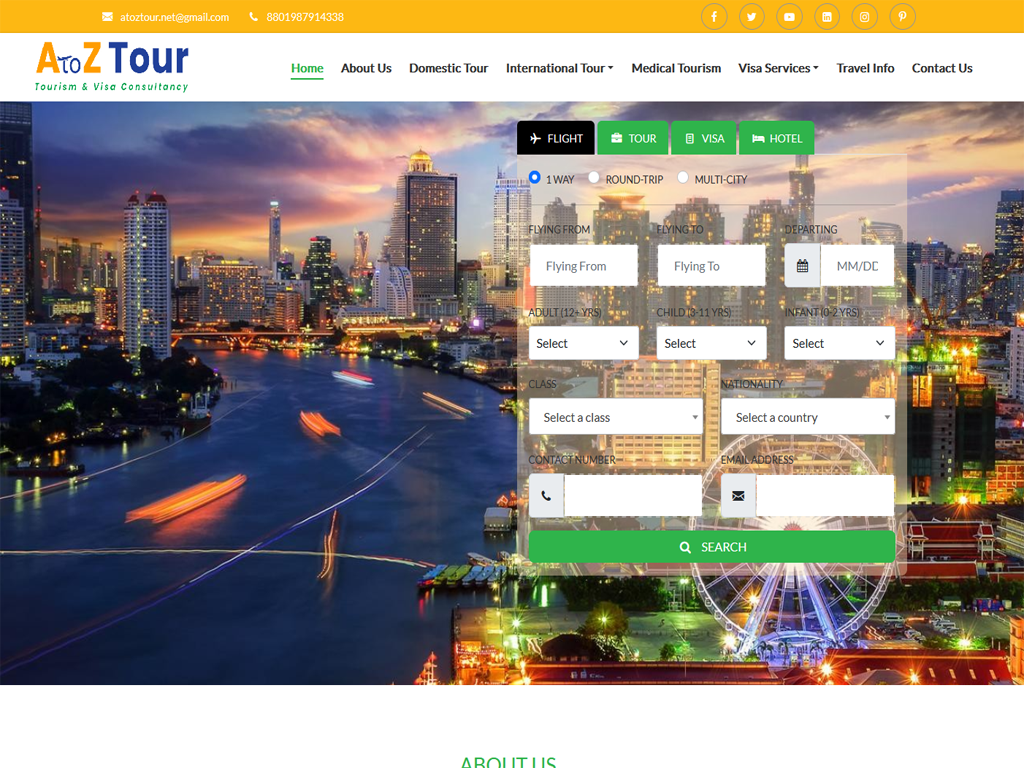 atoztour.net@gmail.com 8801987914338
AtoZ Tour
Tourism & Visa Consultancy
Home About Us Domestic Tour International Tour Medical Tourism Visa Services Travel Info Contact Us
FLIGHT TOUR VISA HOTEL
1 WAY ROUND-TRIP MULTI-CITY
FLYING FROM FLYING TO DEPARTING
Flying From Flying To MM/DD
ADULT (12+ YRS) CHILD (3-11 YRS) INFANT (0-2 YRS)
Select Select Select
CLASS NATIONALITY
Select a class Select a country
CONTACT NUMBER EMAIL ADDRESS
SEARCH
ABOUT US